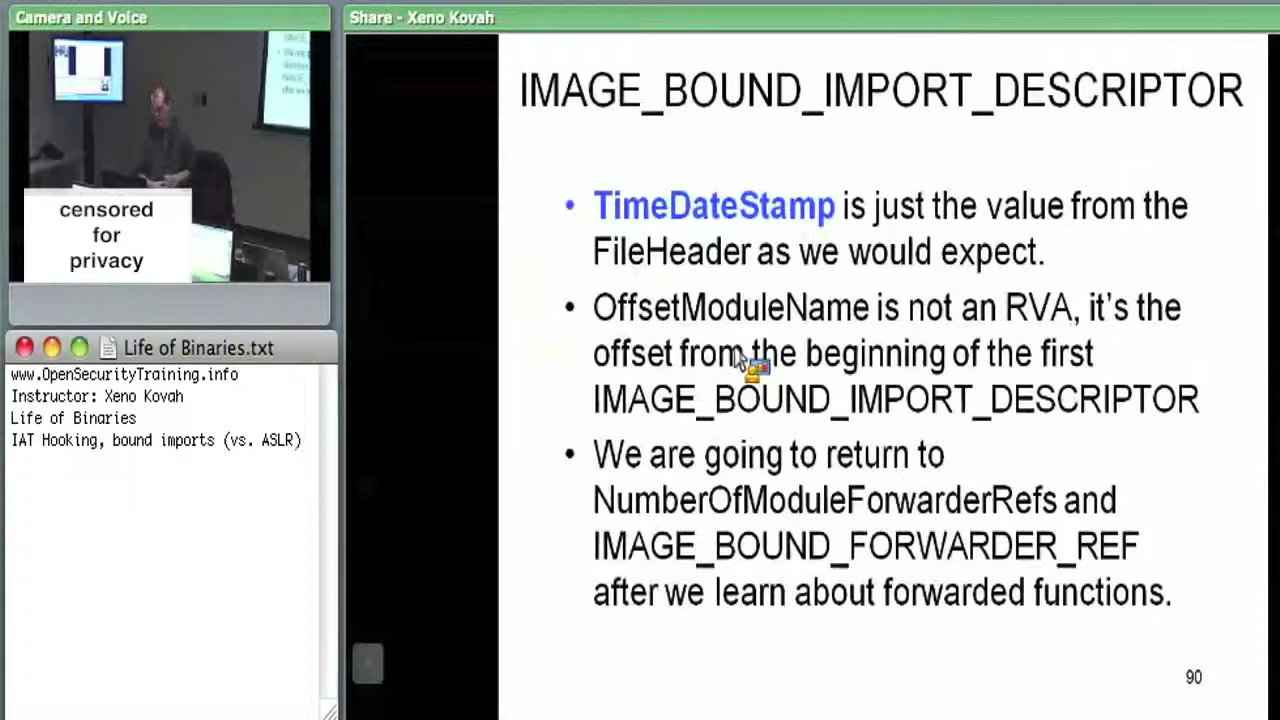 Camera and Voice
censored
for
privacy
Life of Binaries.txt
www.OpenSecurityTraining.info
Instructor: Xeno Kovah
Life of Binaries
IAT Hooking, bound imports (vs. ASLR)
Share - Xeno Kovah
IMAGE_BOUND_IMPORT_DESCRIPTOR
• TimeDateStamp is just the value from the
FileHeader as we would expect.
• OffsetModuleName is not an RVA, it's the
offset from the beginning of the first
IMAGE_BOUND_IMPORT_DESCRIPTOR
• We are going to return to
NumberOfModuleForwarderRefs and
IMAGE_BOUND_FORWARDER_REF
after we learn about forwarded functions.
90